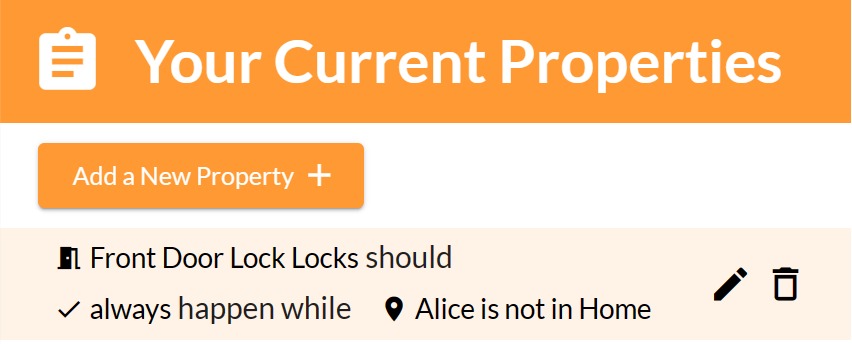 Your Current Properties
Add a New Property +
Front Door Lock Locks should
always happen while Alice is not in Home